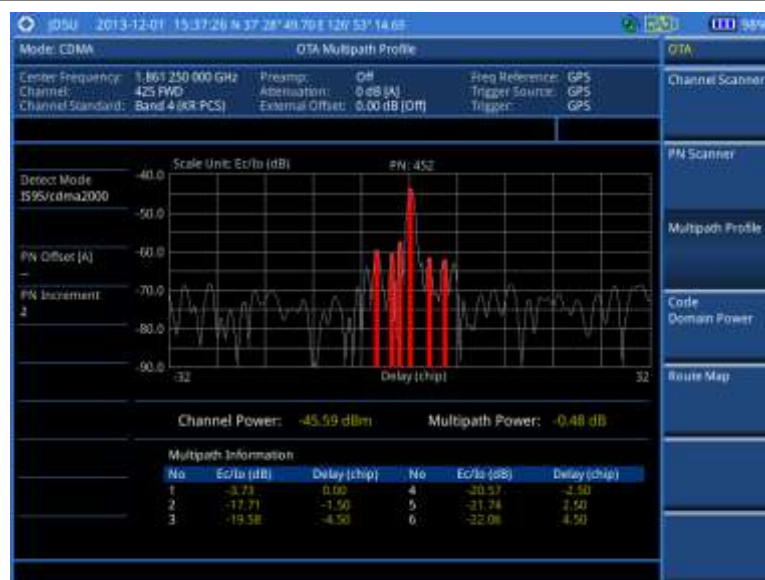 JDSU 2013-12-01 15:37:26 N 37 28' 49.70 E 126 53' 14.68 98%
Mode: CDMA OTA Multipath Profile OTA
Center Frequency: 1.861 250 000 GHz Preamp: Off Freq Reference: GPS
Channel: 425 FWD Attenuation: 0 dB [A] Trigger Source: GPS
Channel Standard: Band 4 (KR PCS) External Offset: 0.00 dB [Off] Trigger: GPS
Channel Scanner
PN Scanner
Multipath Profile
Code
Domain Power
Route Map
Detect Mode
IS95/cdma2000
PN Offset [A]
--
PN Increment
2
Scale Unit: Ec/Io (dB) PN: 452
-40.0
-50.0
-60.0
-70.0
-80.0
-90.0
-32 Delay (chip) 32
Channel Power: -45.59 dBm Multipath Power: -0.48 dB
Multipath Information
No Ec/Io (dB) Delay (chip) No Ec/Io (dB) Delay (chip)
1 -3.73 0.00 4 -20.57 -2.50
2 -17.71 -1.50 5 -21.74 2.50
3 -19.58 -4.50 6 -22.06 4.50